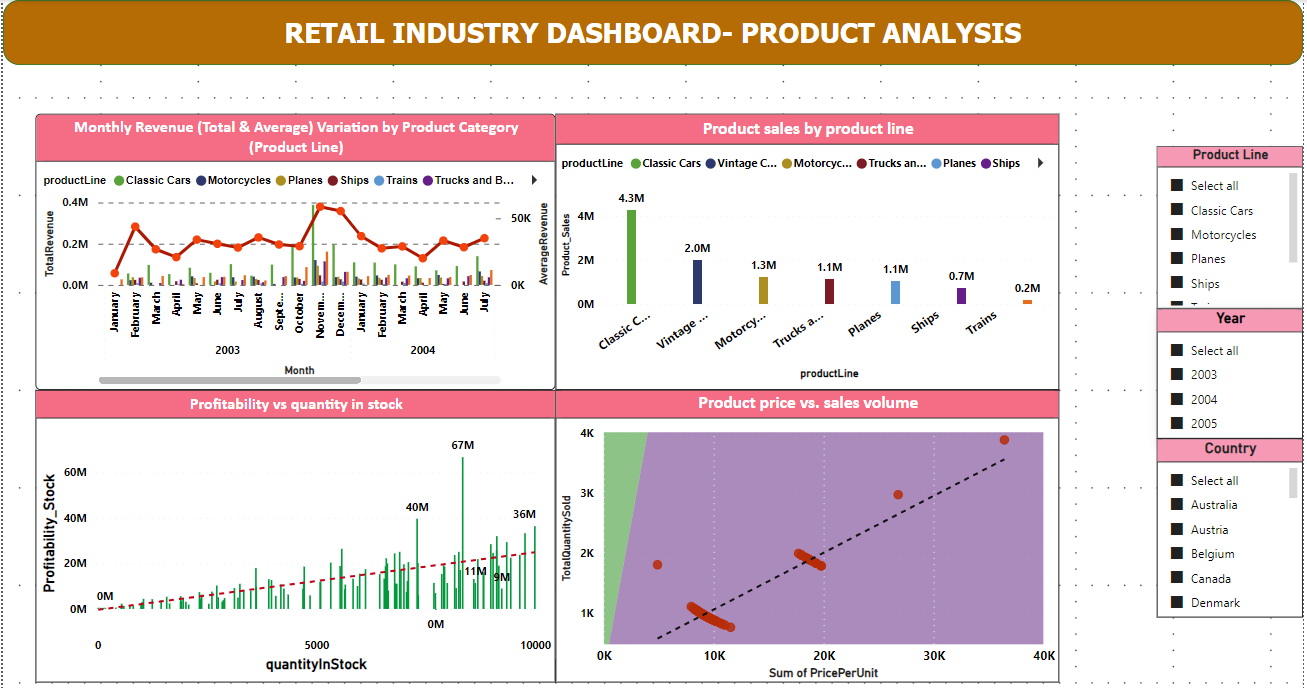 RETAIL INDUSTRY DASHBOARD- PRODUCT ANALYSIS
Monthly Revenue (Total & Average) Variation by Product Category
(Product Line)
productLine Classic Cars Motorcycles Planes Ships Trains Trucks and B...
TotalRevenue
0.4M
0.2M
0.0M
50K
0K
AverageRevenue
January
February
March
April
May
June
July
August
Septe...
October
Novem...
Decem...
January
February
March
April
May
June
July
2003
2004
Month
Product sales by product line
productLine Classic Cars Vintage C... Motorcyc... Trucks an... Planes Ships
Product_Sales
4M
2M
0M
4.3M
2.0M
1.3M
1.1M
1.1M
0.7M
0.2M
Classic C...
Vintage ...
Motorcy...
Trucks a...
Planes
Ships
Trains
productLine
Profitability vs quantity in stock
Profitability_Stock
60M
40M
20M
0M
0M
40M
67M
36M
11M
9M
0M
0
5000
10000
quantityInStock
Product price vs. sales volume
TotalQuantitySold
4K
3K
2K
1K
0K
10K
20K
30K
40K
Sum of PricePerUnit
Product Line
Select all
Classic Cars
Motorcycles
Planes
Ships
Year
Select all
2003
2004
2005
Country
Select all
Australia
Austria
Belgium
Canada
Denmark